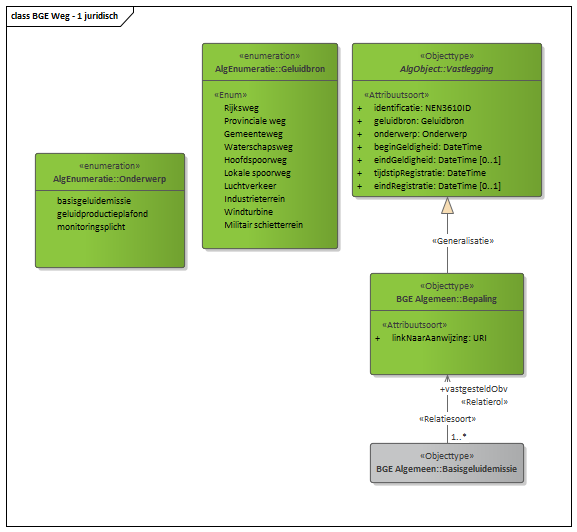 class BGE Weg - 1 juridisch
«enumeration»
AlgEnumeratie::Onderwerp
basisgeluidemissie
geluidproductieplafond
monitoringsplicht
«enumeration»
AlgEnumeratie::Geluidbron
«Enum»
Rijksweg
Provinciale weg
Gemeenteweg
Waterschapsweg
Hoofdspoorweg
Lokale spoorweg
Luchtverkeer
Industrieterrein
Windturbine
Militair schietterrein
«Objecttype»
AlgObject::Vastlegging
«Attribuutsoort»
+ identificatie: NEN3610ID
+ geluidbron: Geluidbron
+ onderwerp: Onderwerp
+ beginGeldigheid: DateTime
+ eindGeldigheid: DateTime [0..1]
+ tijdstipRegistratie: DateTime
+ eindRegistratie: DateTime [0..1]
«Generalisatie»
«Objecttype»
BGE Algemeen::Bepaling
«Attribuutsoort»
+ linkNaarAanwijzing: URI
+vastgesteldObv
«Relatierol»
«Relatiesoort»
1..*
«Objecttype»
BGE Algemeen::Basisgeluidemissie